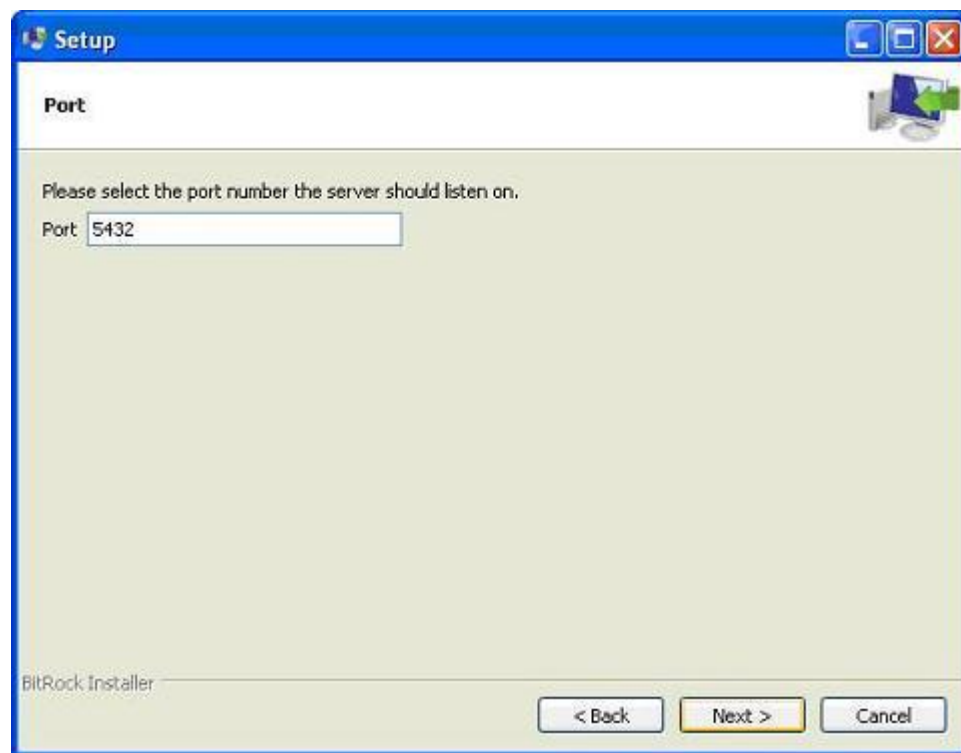 Setup
Port
Please select the port number the server should listen on.
Port 5432
BitRock Installer
< Back Next > Cancel